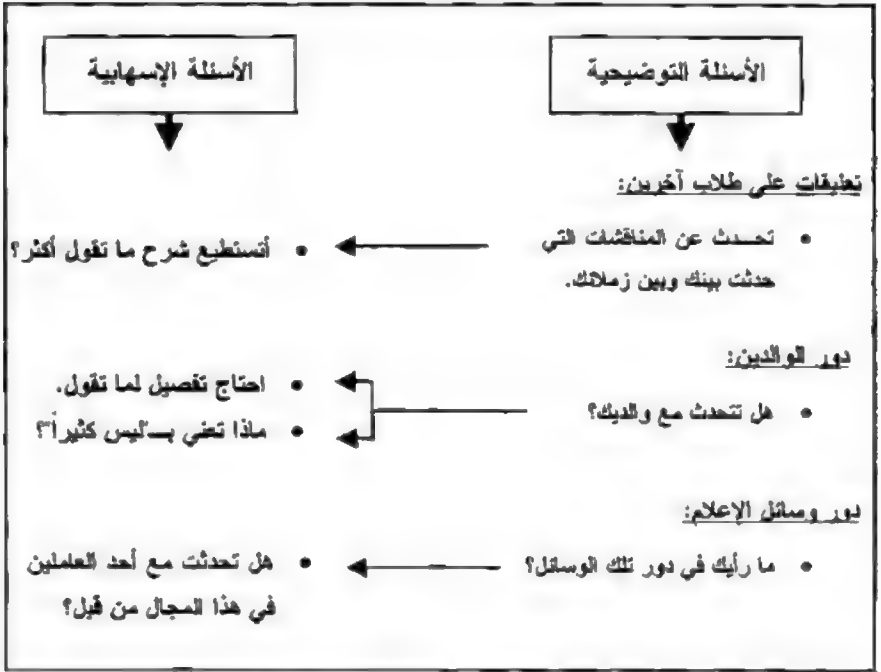 الأسئلة التوضيحية
الأسئلة الإسهابية
تعليقات على طلاب آخرين:
• تحدث عن المناقشات التي
حدثت بينك وبين زملائك.
• أتستطيع شرح ما تقول أكثر؟
دور الوالدين:
• هل تتحدث مع والديك؟
• احتاج تفصيل لما تقول.
• ماذا تعني بـ"ليس كثيراً"؟
دور وسائل الإعلام:
• ما رأيك في دور تلك الوسائل؟
• هل تحدثت مع أحد العاملين
في هذا المجال من قبل؟